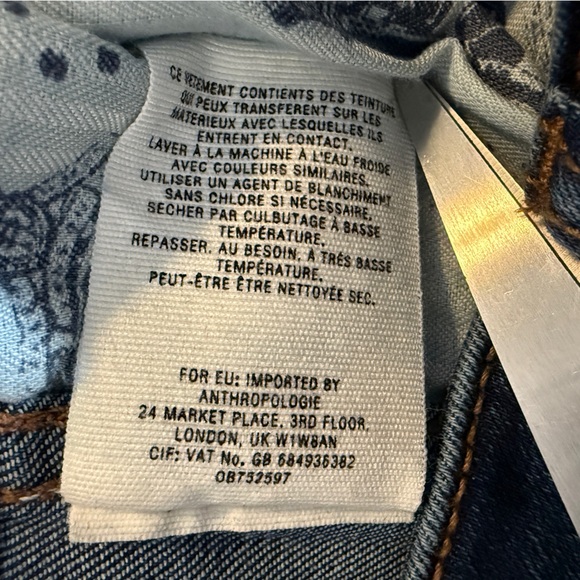 CE VETEMENT CONTIENTS DES TEINTURE
QUI PEUX TRANSFERENT SUR LES
MATERIEUX AVEC LESQUELLES ILS
ENTRENT EN CONTACT.
LAVER À LA MACHINE À L'EAU FROIDE
AVEC COULEURS SIMILAIRES.
UTILISER UN AGENT DE BLANCHIMENT
SANS CHLORE SI NÉCESSAIRE.
SECHER PAR CULBUTAGE À BASSE
TEMPÉRATURE.
REPASSER, AU BESOIN, À TRÈS BASSE
TEMPÉRATURE.
PEUT-ÊTRE ÊTRE NETTOYÉE SEC.
FOR EU: IMPORTED BY
ANTHROPOLOGIE
24 MARKET PLACE, 3RD FLOOR,
LONDON, UK W1W8AN
CIF: VAT No. GB 684936382
OB752597